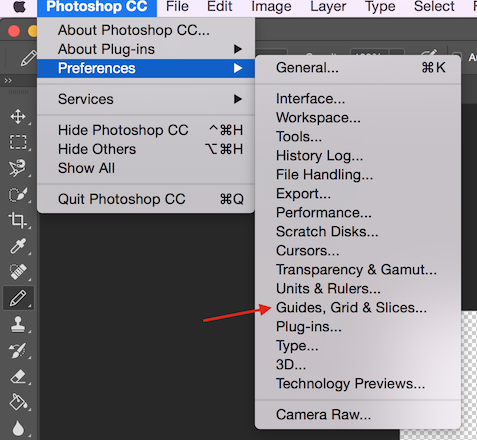 Photoshop CC File Edit Image Layer Type Select
About Photoshop CC...
About Plug-ins
Preferences
Services
Hide Photoshop CC ^⌘H
Hide Others ⌥⌘H
Show All
Quit Photoshop CC ⌘Q
General... ⌘K
Interface...
Workspace...
Tools...
History Log...
File Handling...
Export...
Performance...
Scratch Disks...
Cursors...
Transparency & Gamut...
Units & Rulers...
Guides, Grid & Slices...
Plug-ins...
Type...
3D...
Technology Previews...
Camera Raw...